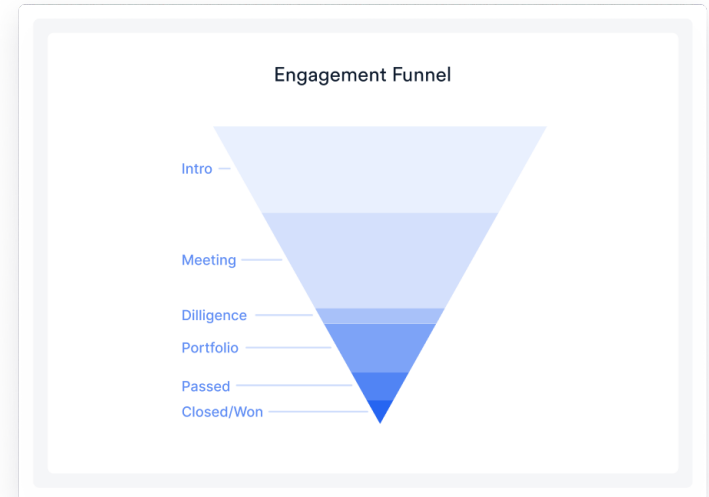 Engagement Funnel
Intro
Meeting
Dilligence
Portfolio
Passed
Closed/Won